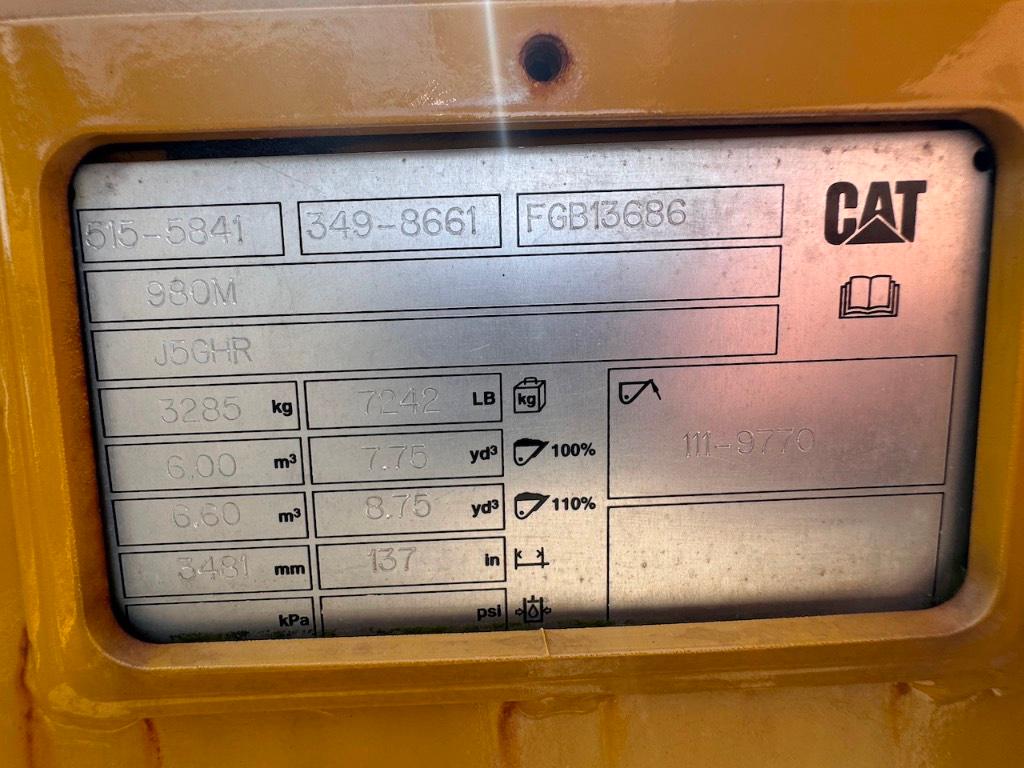 515-5841 349-8661 FGB13686 CAT
980M
J5GHR
3285 kg 7242 LB kg
6.00 m³ 7.75 yd³ 100% 111-9770
6.60 m³ 8.75 yd³ 110%
3481 mm 137 in
kPa psi